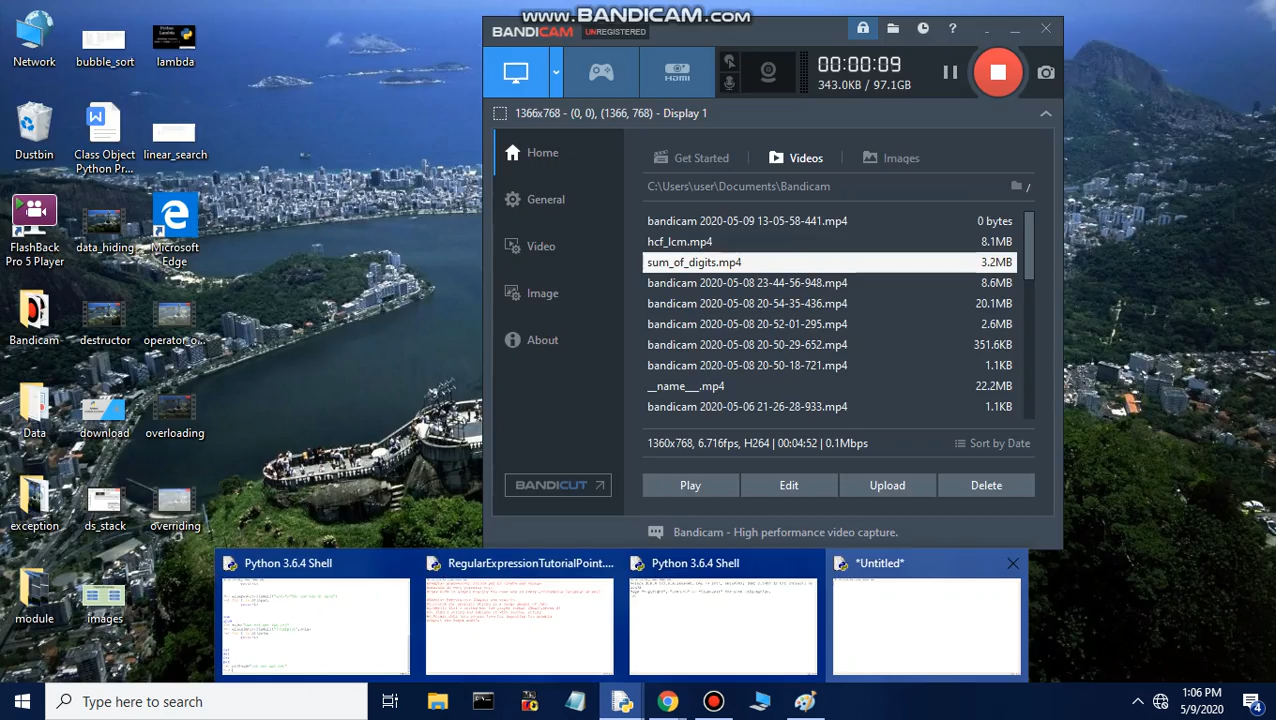 www.BANDICAM.com
BANDICAM UNREGISTERED
00:00:09
343.0KB / 97.1GB
HDMI
1366x768 - (0, 0), (1366, 768) - Display 1
Home
General
Video
Image
About
BANDICUT
Get Started
Videos
Images
C:\Users\user\Documents\Bandicam
bandicam 2020-05-09 13-05-58-441.mp4 0 bytes
hcf_lcm.mp4 8.1MB
sum_of_digits.mp4 3.2MB
bandicam 2020-05-08 23-44-56-948.mp4 8.6MB
bandicam 2020-05-08 20-54-35-436.mp4 20.1MB
bandicam 2020-05-08 20-52-01-295.mp4 2.6MB
bandicam 2020-05-08 20-50-29-652.mp4 351.6KB
bandicam 2020-05-08 20-50-18-721.mp4 1.1KB
__name__.mp4 22.2MB
bandicam 2020-05-06 21-26-28-933.mp4 1.1KB
1360x768, 6.716fps, H264 | 00:04:52 | 0.1Mbps
Sort by Date
Play Edit Upload Delete
Bandicam - High performance video capture.
Network
bubble_sort
lambda
Dustbin
Class Object
Python Pr...
linear_search
FlashBack
Pro 5 Player
data_hiding
Microsoft
Edge
Bandicam
destructor
operator_o...
Data
download
overloading
exception
ds_stack
overriding
module
images
Python 3.6.4 Shell
RegularExpressionTutorialPoint....
Python 3.6.4 Shell
*Untitled*
Type here to search
5/9/2020
4